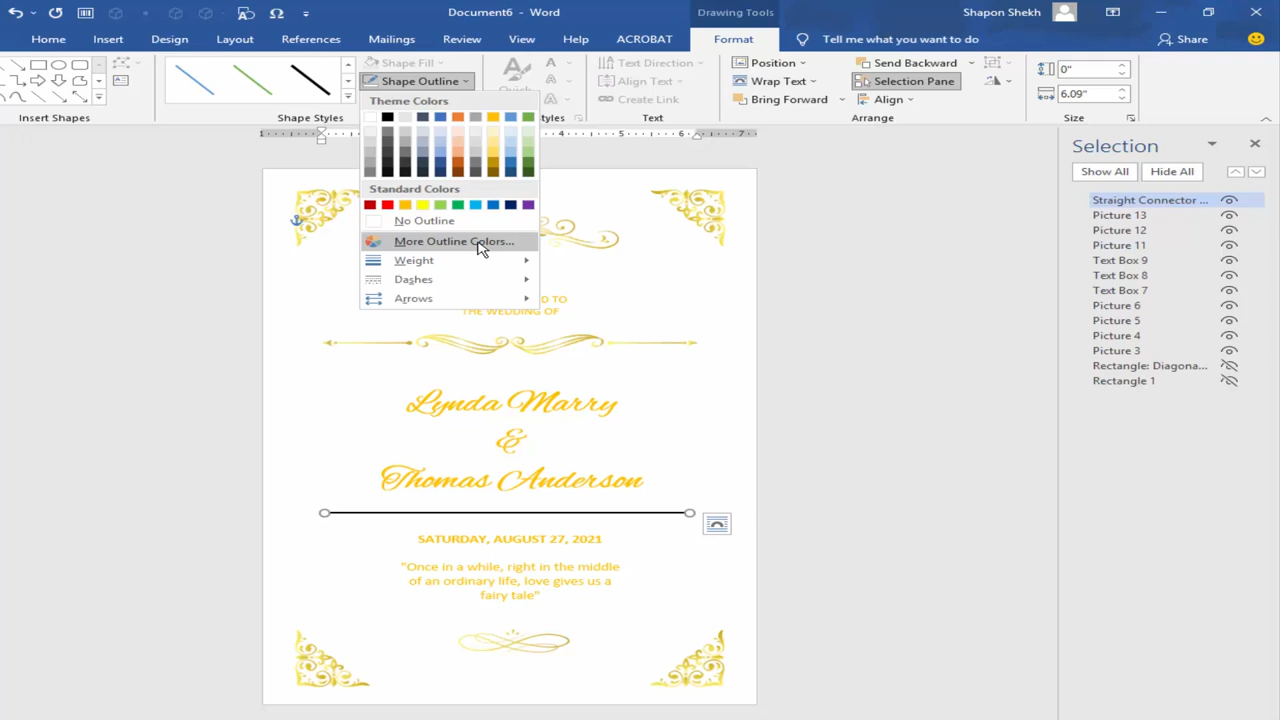 Document6 - Word
Drawing Tools
Shapon Shekh
Home
Insert
Design
Layout
References
Mailings
Review
View
Help
ACROBAT
Format
Tell me what you want to do
Share
Shape Fill
Shape Outline
Quick
Text Direction
Align Text
Create Link
Position
Wrap Text
Bring Forward
Send Backward
Selection Pane
Align
0"
6.09"
Insert Shapes
Shape Styles
Text
Arrange
Size
Theme Colors
Standard Colors
No Outline
More Outline Colors...
Weight
Dashes
Arrows
1
5
6
7
Selection
Show All
Hide All
Straight Connector ...
Picture 13
Picture 12
Picture 11
Text Box 9
Text Box 8
Text Box 7
Picture 6
Picture 5
Picture 4
Picture 3
Rectangle: Diagona...
Rectangle 1
THE WEDDING OF
Lynda Marry
&
Thomas Anderson
SATURDAY, AUGUST 27, 2021
"Once in a while, right in the middle
of an ordinary life, love gives us a
fairy tale"